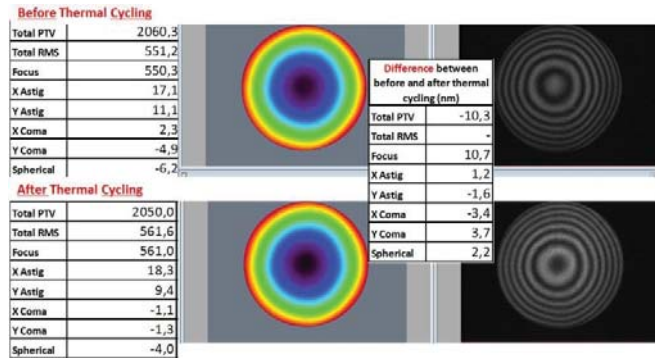 Before Thermal Cycling
Total PTV 2060,3
Total RMS 551,2
Focus 550,3
X Astig 17,1
Y Astig 11,1
X Coma 2,3
Y Coma -4,9
Spherical -6,2
Difference between
before and after thermal
cycling (nm)
Total PTV -10,3
Total RMS -
Focus 10,7
X Astig 1,2
Y Astig -1,6
X Coma -3,4
Y Coma 3,7
Spherical 2,2
After Thermal Cycling
Total PTV 2050,0
Total RMS 561,6
Focus 561,0
X Astig 18,3
Y Astig 9,4
X Coma -1,1
Y Coma -1,3
Spherical -4,0